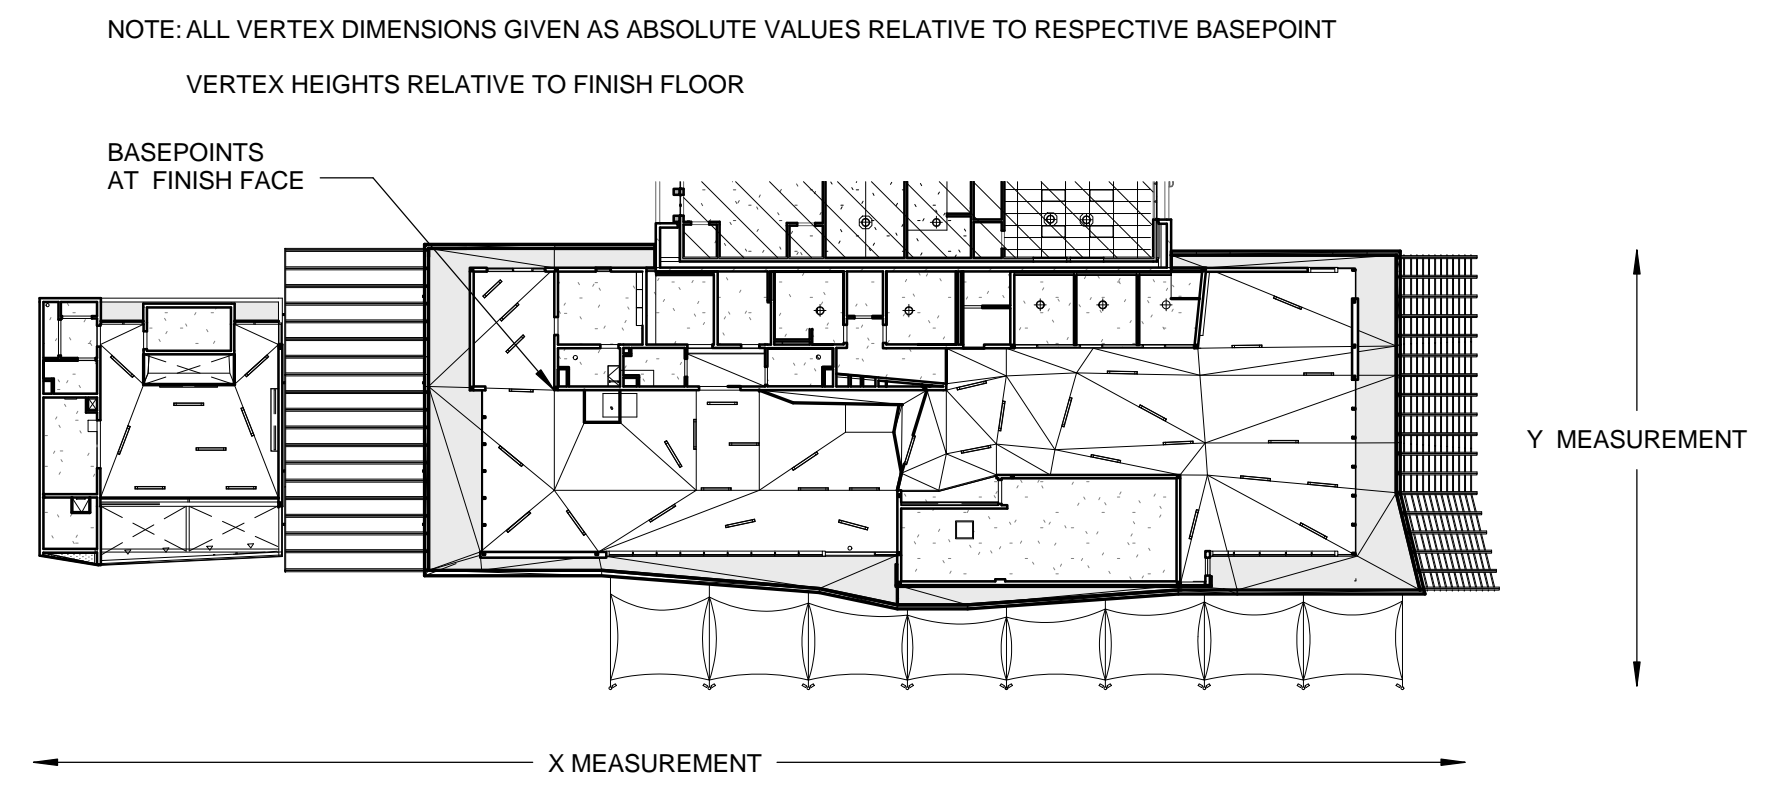 NOTE: ALL VERTEX DIMENSIONS GIVEN AS ABSOLUTE VALUES RELATIVE TO RESPECTIVE BASEPOINT
VERTEX HEIGHTS RELATIVE TO FINISH FLOOR
BASEPOINTS
AT FINISH FACE
Y MEASUREMENT
X MEASUREMENT